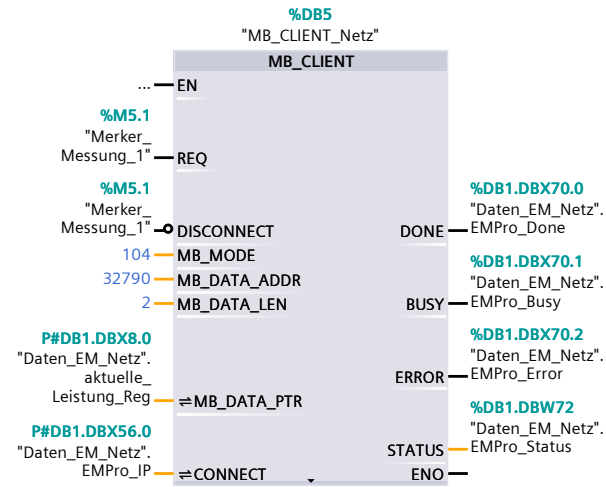 %DB5
"MB_CLIENT_Netz"
MB_CLIENT
... EN
%M5.1
"Merker_
Messung_1" REQ
%M5.1
"Merker_
Messung_1" DISCONNECT
104 MB_MODE
32790 MB_DATA_ADDR
2 MB_DATA_LEN
P#DB1.DBX8.0
"Daten_EM_Netz".
aktuelle_
Leistung_Reg MB_DATA_PTR
P#DB1.DBX56.0
"Daten_EM_Netz".
EMPro_IP CONNECT
%DB1.DBX70.0
"Daten_EM_Netz".
DONE EMPro_Done
%DB1.DBX70.1
"Daten_EM_Netz".
BUSY EMPro_Busy
%DB1.DBX70.2
"Daten_EM_Netz".
ERROR EMPro_Error
%DB1.DBW72
"Daten_EM_Netz".
STATUS EMPro_Status
ENO